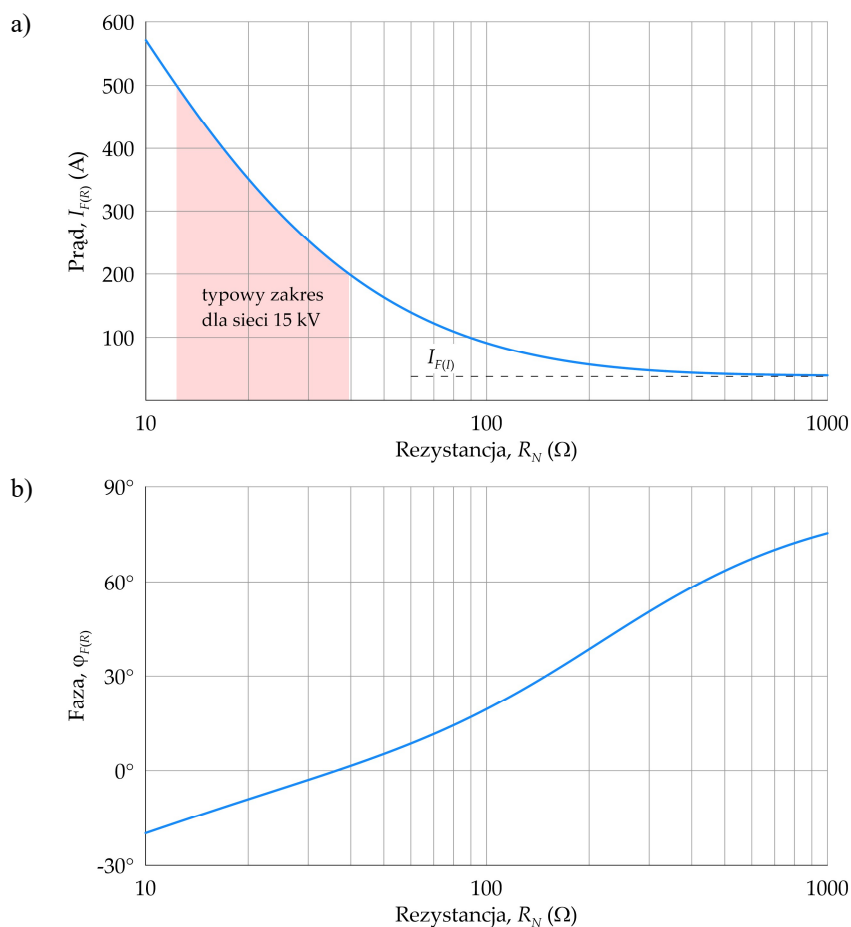 a)
600
500
400
300
200
100
Prąd, I_F(R) (A)
typowy zakres
dla sieci 15 kV
I_F(I)
10
100
1000
Rezystancja, R_N (Ω)
b)
90°
60°
30°
0°
-30°
Faza, φ_F(R)
10
100
1000
Rezystancja, R_N (Ω)